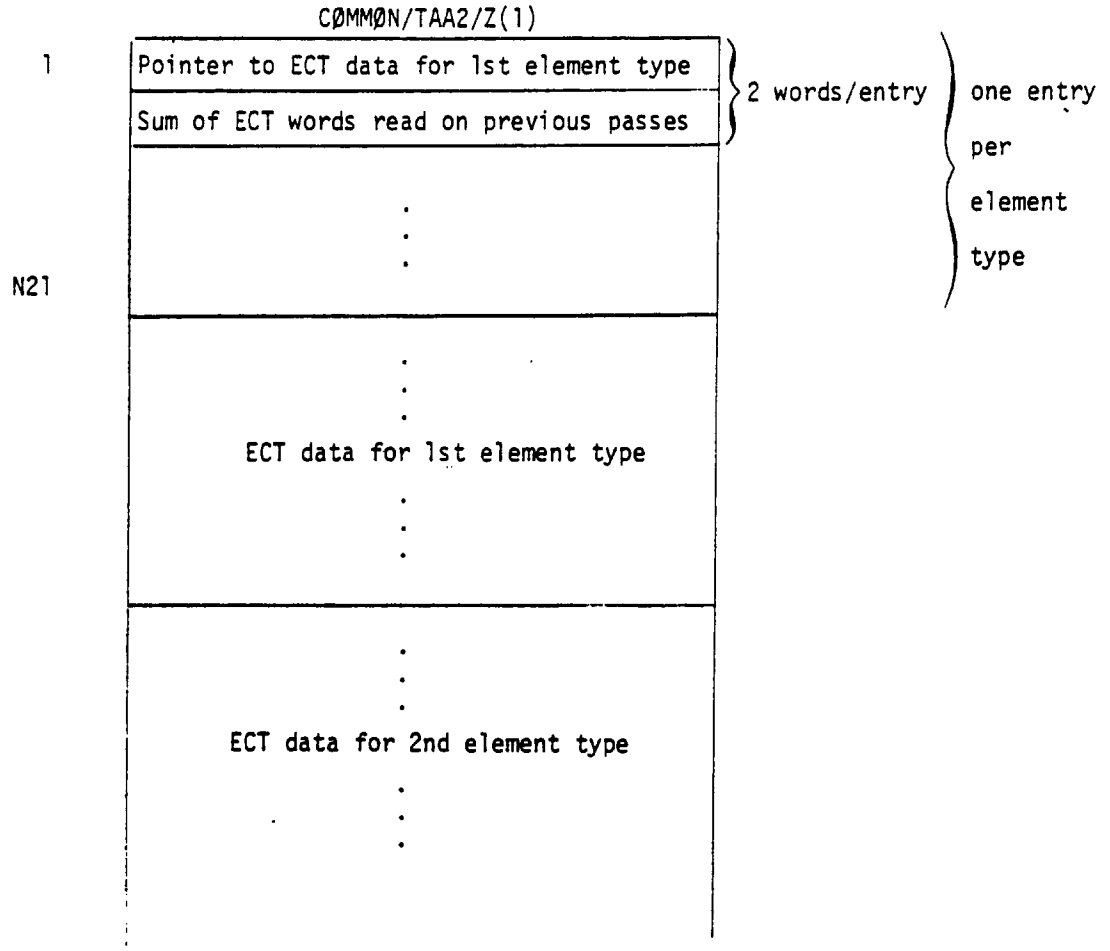 CØMMØN/TAA2/Z(1)
1
Pointer to ECT data for 1st element type
Sum of ECT words read on previous passes
2 words/entry
one entry
per
element
type
.
.
.
N21
.
.
.
ECT data for 1st element type
.
.
.
.
.
.
ECT data for 2nd element type
.
.
.